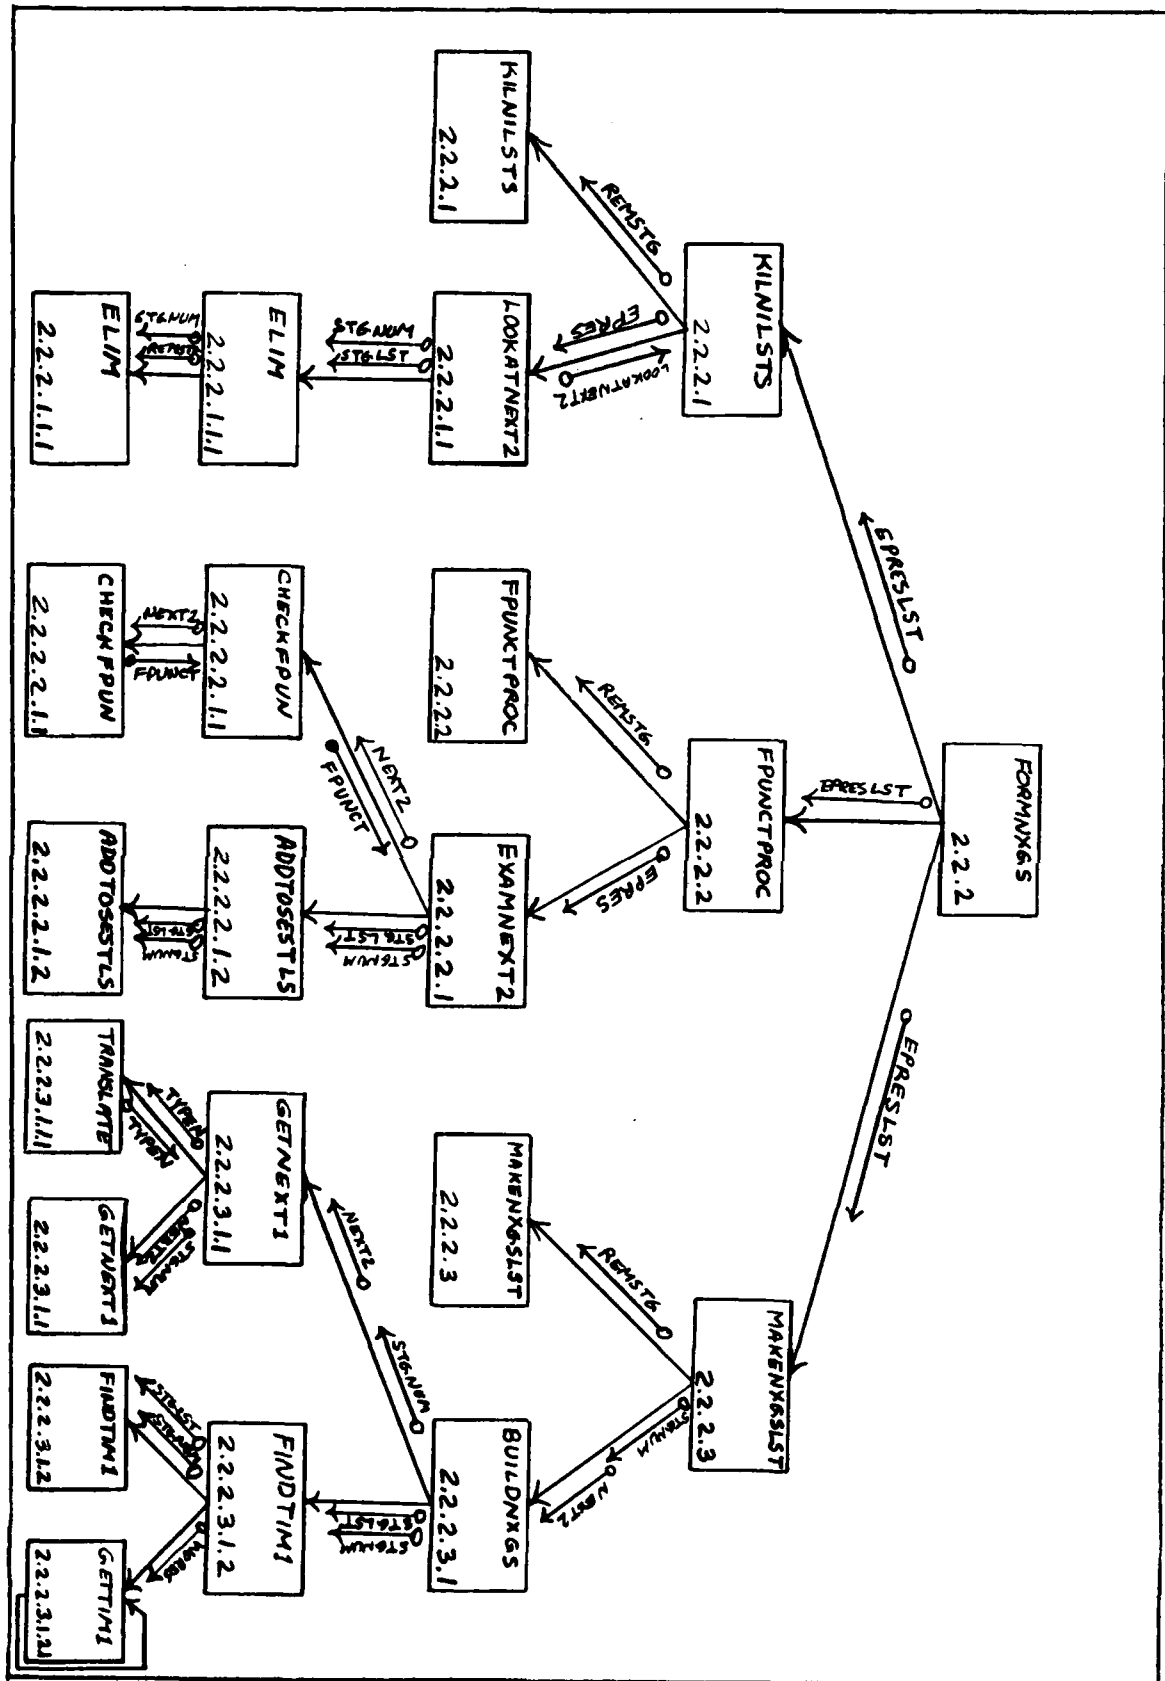 FORMNXGS
2.2.2
EPRESLST
EPRESLST
EPRESLST
KILNILSTS
2.2.2.1
FPUNCTPROC
2.2.2.2
MAKENXGSLST
2.2.2.3
REMSTG
EPRES
LOOKATNEXT2
REMSTG
EPRES
REMSTG
STGNUM
NEXT2
KILNILSTS
2.2.2.1
LOOKATNEXT2
2.2.2.1.1
FPUNCTPROC
2.2.2.2
EXAMNEXT2
2.2.2.2.1
MAKENXGSLST
2.2.2.3
BUILDNXGS
2.2.2.3.1
STGNUM
STGLST
NEXT2
FPUNCT
STGLST
STGNUM
NEXT2
STGNUM
STGLST
STGNUM
ELIM
2.2.2.1.1.1
CHECKFPUN
2.2.2.2.1.1
ADDTOSESTLS
2.2.2.2.1.2
GETNEXT1
2.2.2.3.1.1
FINDTIM1
2.2.2.3.1.2
STGNUM
NEXT2
FPUNCT
STGLST
STGNUM
TYPEN
STGLST
ELIM
2.2.2.1.1.1
CHECKFPUN
2.2.2.2.1.1
ADDTOSESTLS
2.2.2.2.1.2
TRANSLATE
2.2.2.3.1.1.1
GETNEXT1
2.2.2.3.1.1
FINDTIM1
2.2.2.3.1.2
GETTIM1